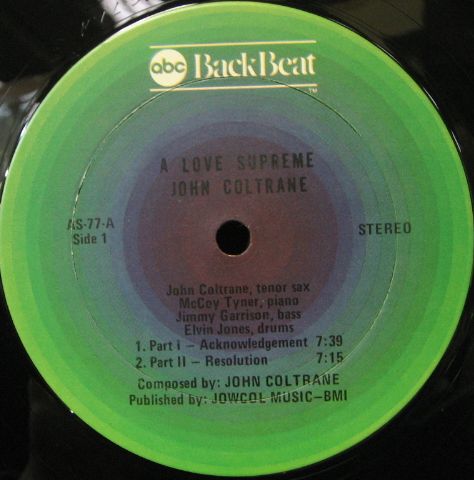 abc BackBeat
TM
A LOVE SUPREME
JOHN COLTRANE
AS-77-A
Side 1
STEREO
John Coltrane, tenor sax
McCoy Tyner, piano
Jimmy Garrison, bass
Elvin Jones, drums
1. Part I – Acknowledgement 7:39
2. Part II – Resolution 7:15
Composed by: JOHN COLTRANE
Published by: JOWCOL MUSIC–BMI